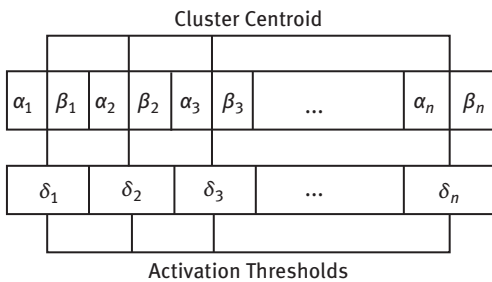 Cluster Centroid
α₁ β₁ α₂ β₂ α₃ β₃ ... αₙ βₙ
δ₁ δ₂ δ₃ ... δₙ
Activation Thresholds